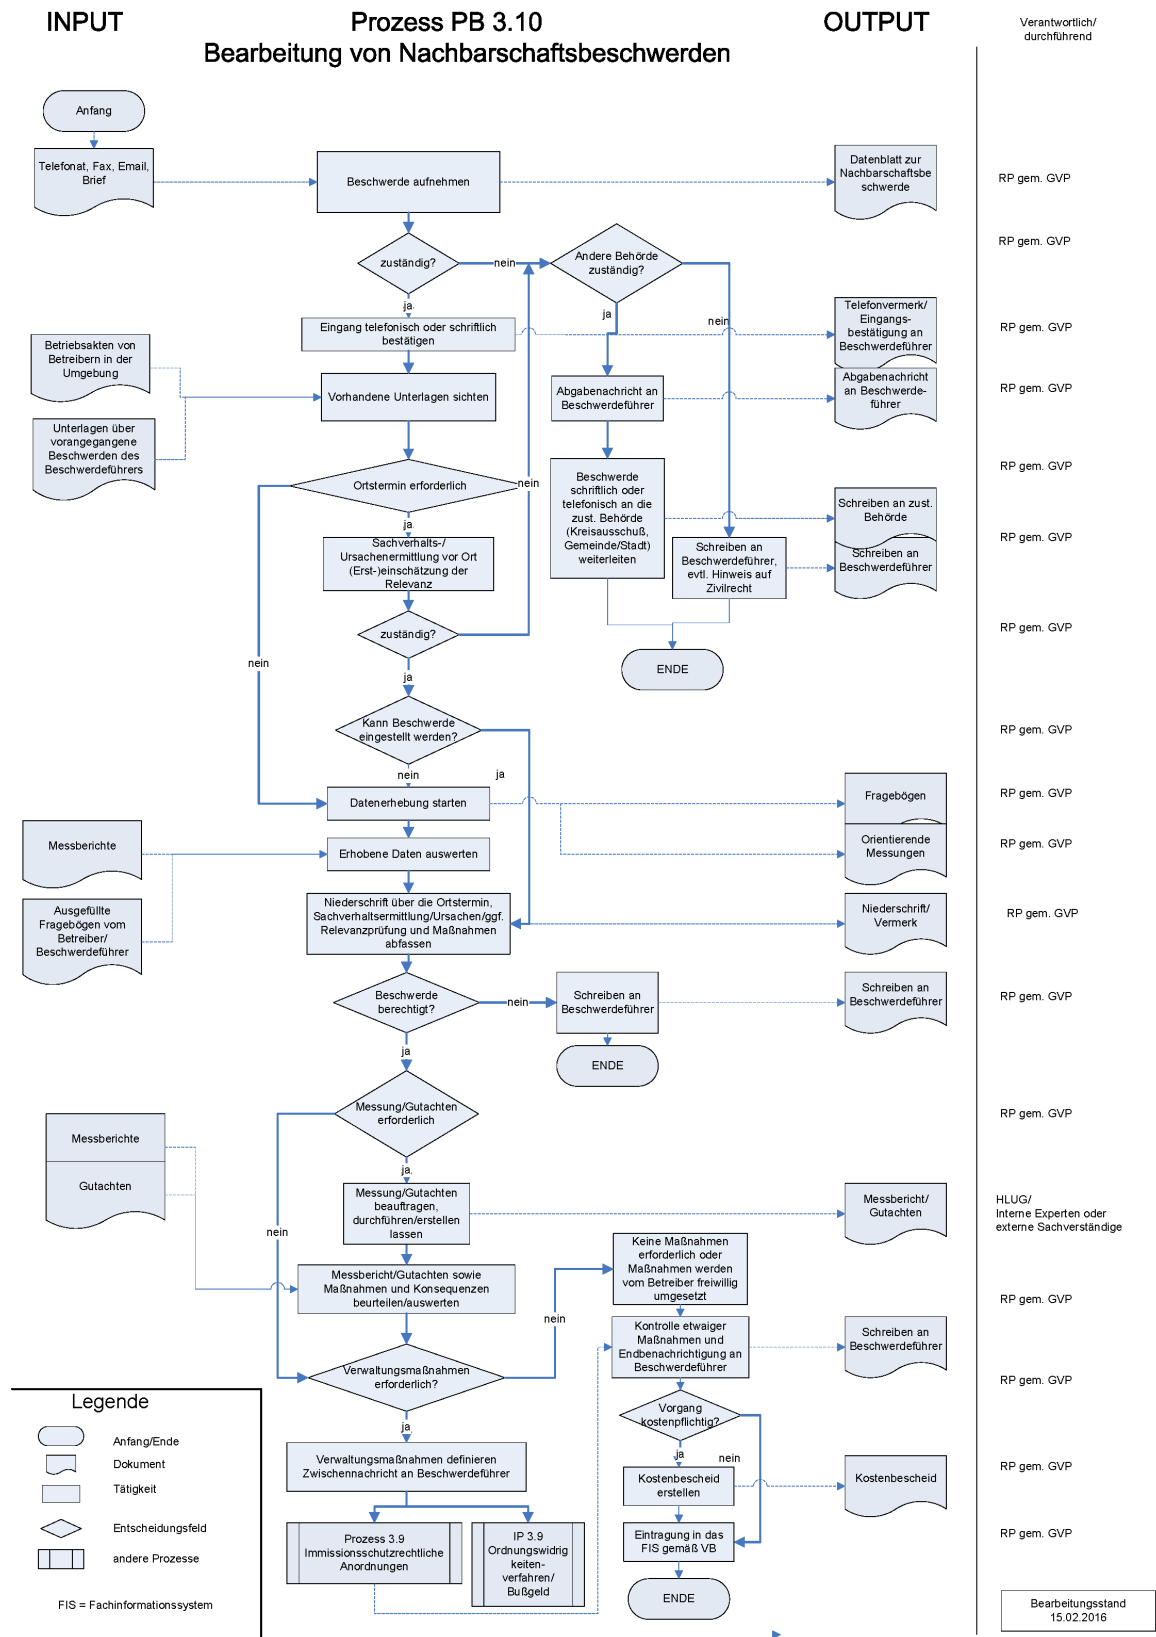 INPUT
Prozess PB 3.10
Bearbeitung von Nachbarschaftsbeschwerden
OUTPUT
Verantwortlich/
durchführend
Anfang
Telefonat, Fax, Email,
Brief
Beschwerde aufnehmen
Datenblatt zur
Nachbarschaftsbe
schwerde
RP gem. GVP
zuständig?
nein
Andere Behörde
zuständig?
RP gem. GVP
ja
ja
nein
Eingang telefonisch oder schriftlich
bestätigen
Telefonvermerk/
Eingangs-
bestätigung an
Beschwerdeführer
RP gem. GVP
Betriebsakten von
Betreibern in der
Umgebung
Vorhandene Unterlagen sichten
Abgabenachricht an
Beschwerdeführer
Abgabenachricht
an Beschwerde-
führer
RP gem. GVP
Unterlagen über
vorangegangene
Beschwerden des
Beschwerdeführers
Ortstermin erforderlich
nein
Beschwerde
schriftlich oder
telefonisch an die
zust. Behörde
(Kreisausschuß,
Gemeinde/Stadt)
weiterleiten
Schreiben an zust.
Behörde
RP gem. GVP
ja
Sachverhalts-/
Ursachenermittlung vor Ort
(Erst-)einschätzung der
Relevanz
Schreiben an
Beschwerdeführer,
evtl. Hinweis auf
Zivilrecht
Schreiben an
Beschwerdeführer
RP gem. GVP
zuständig?
RP gem. GVP
nein
ja
ENDE
Kann Beschwerde
eingestellt werden?
RP gem. GVP
nein
ja
Datenerhebung starten
Fragebögen
RP gem. GVP
Messberichte
Erhobene Daten auswerten
Orientierende
Messungen
RP gem. GVP
Ausgefüllte
Fragebögen vom
Betreiber/
Beschwerdeführer
Niederschrift über die Ortstermin,
Sachverhaltsermittlung/Ursachen/ggf.
Relevanzprüfung und Maßnahmen
abfassen
Niederschrift/
Vermerk
RP gem. GVP
Beschwerde
berechtigt?
nein
Schreiben an
Beschwerdeführer
Schreiben an
Beschwerdeführer
RP gem. GVP
ja
ENDE
Messung/Gutachten
erforderlich
RP gem. GVP
Messberichte
Gutachten
ja
nein
Messung/Gutachten
beauftragen,
durchführen/erstellen
lassen
Messbericht/
Gutachten
HLUG/
Interne Experten oder
externe Sachverständige
Messbericht/Gutachten sowie
Maßnahmen und Konsequenzen
beurteilen/auswerten
nein
Keine Maßnahmen
erforderlich oder
Maßnahmen werden
vom Betreiber freiwillig
umgesetzt
RP gem. GVP
Kontrolle etwaiger
Maßnahmen und
Endbenachrichtigung an
Beschwerdeführer
Schreiben an
Beschwerdeführer
Verwaltungsmaßnahmen
erforderlich?
RP gem. GVP
ja
Vorgang
kostenpflichtig?
ja
nein
Verwaltungsmaßnahmen definieren
Zwischennachricht an Beschwerdeführer
Kostenbescheid
erstellen
Kostenbescheid
RP gem. GVP
Prozess 3.9
Immissionsschutzrechtliche
Anordnungen
IP 3.9
Ordnungswidrig
keiten-
verfahren/
Bußgeld
Eintragung in das
FIS gemäß VB
RP gem. GVP
ENDE
Legende
Anfang/Ende
Dokument
Tätigkeit
Entscheidungsfeld
andere Prozesse
FIS = Fachinformationssystem
Bearbeitungsstand
15.02.2016